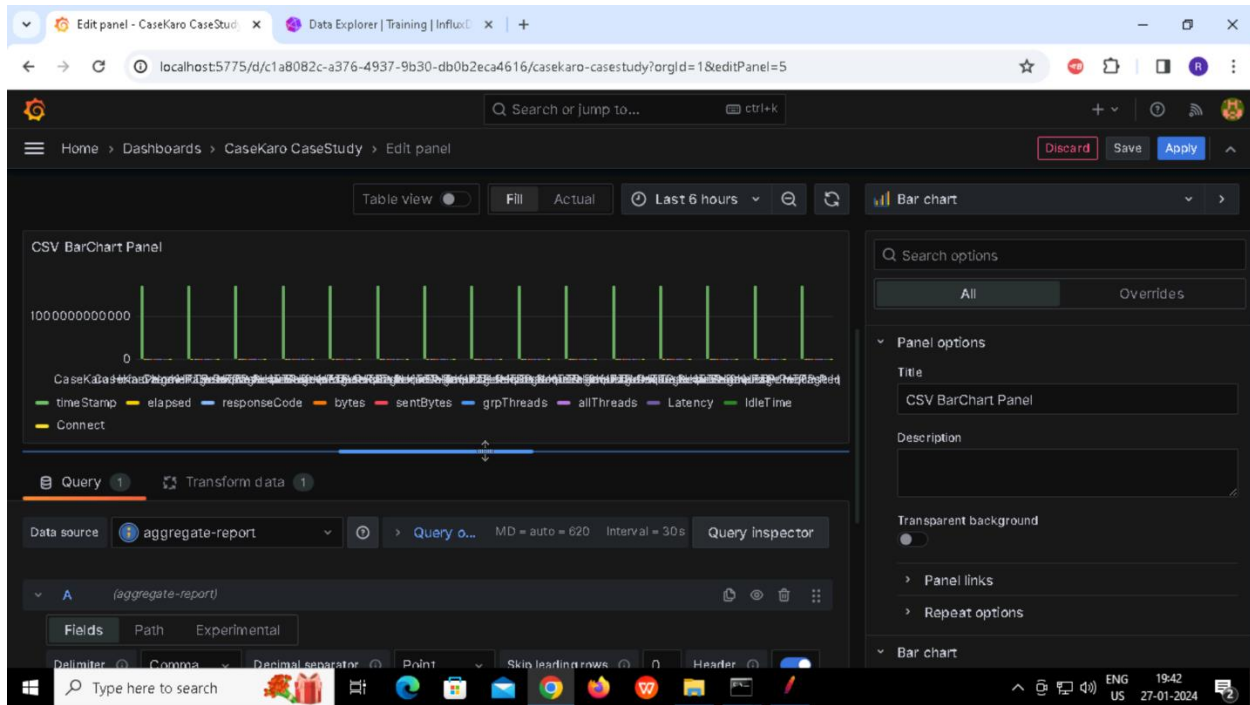 Edit panel - CaseKaro CaseStud
Data Explorer | Training | InfluxD
localhost:5775/d/c1a8082c-a376-4937-9b30-db0b2eca4616/casekaro-casestudy?orgId=1&editPanel=5
R
Search or jump to... ctrl+k
Home > Dashboards > CaseKaro CaseStudy > Edit panel
Discard Save Apply
Table view Fill Actual Last 6 hours
Bar chart
CSV BarChart Panel
1000000000000
0
timeStamp elapsed responseCode bytes sentBytes grpThreads allThreads Latency IdleTime
Connect
Query 1 Transform data 1
Data source aggregate-report > Query o... MD = auto = 620 Interval = 30s Query inspector
A (aggregate-report)
Fields Path Experimental
Delimiter Comma Decimal separator Point Skip leading rows 0 Header
Search options
All Overrides
Panel options
Title
CSV BarChart Panel
Description
Transparent background
> Panel links
> Repeat options
Bar chart
Type here to search
ENG 19:42
US 27-01-2024
2